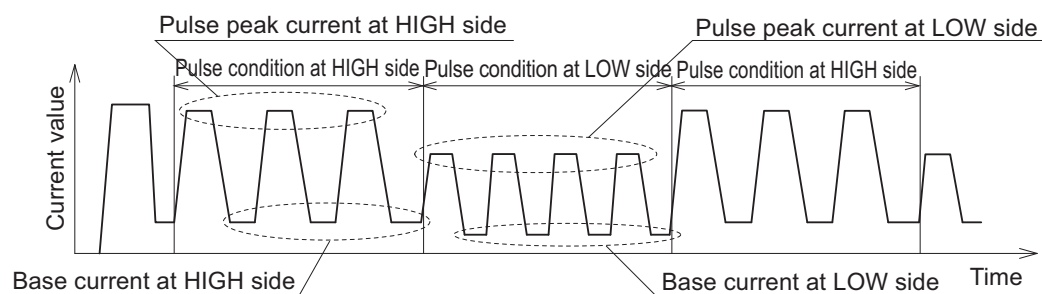 Pulse peak current at HIGH side
Pulse peak current at LOW side
Pulse condition at HIGH side
Pulse condition at LOW side
Pulse condition at HIGH side
Current value
Base current at HIGH side
Base current at LOW side
Time